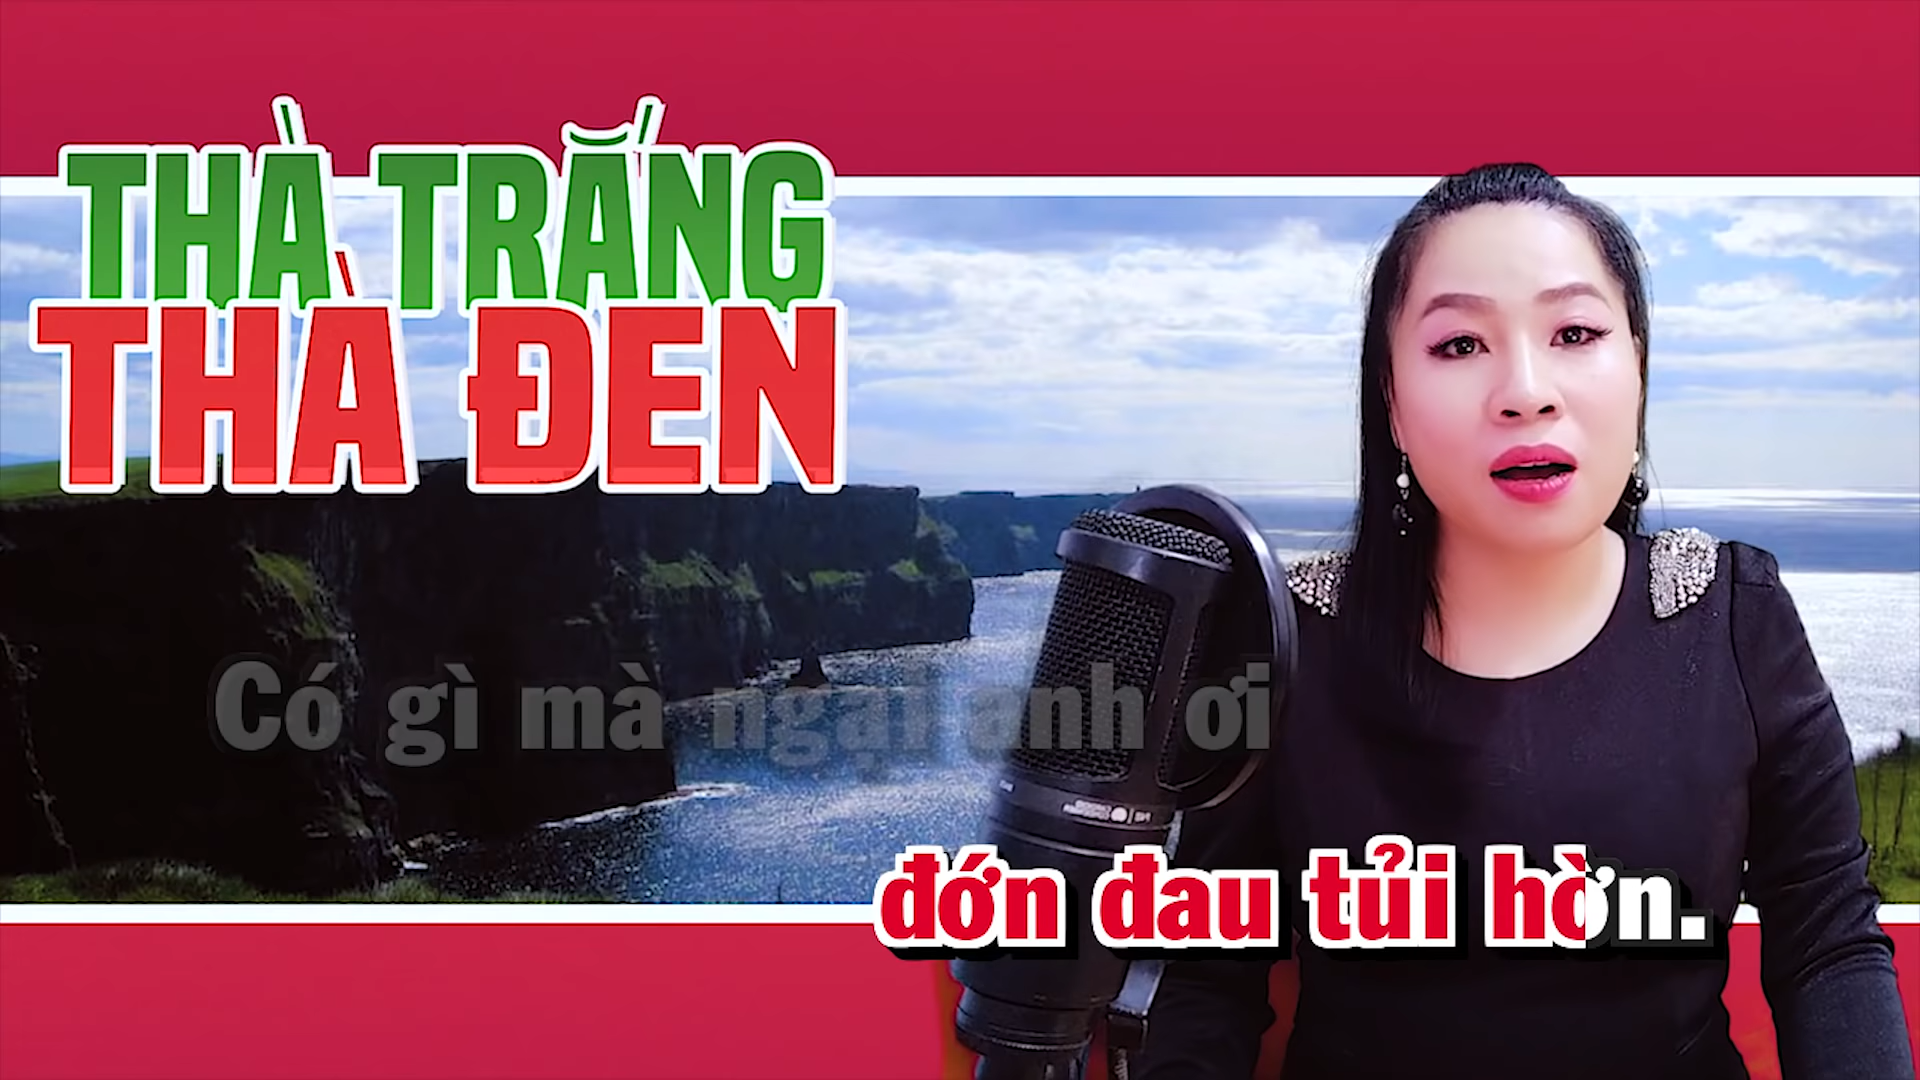 THÀ TRẮNG
THÀ ĐEN
Có gì mà ngại anh ơi
đớn đau tủi hờn.